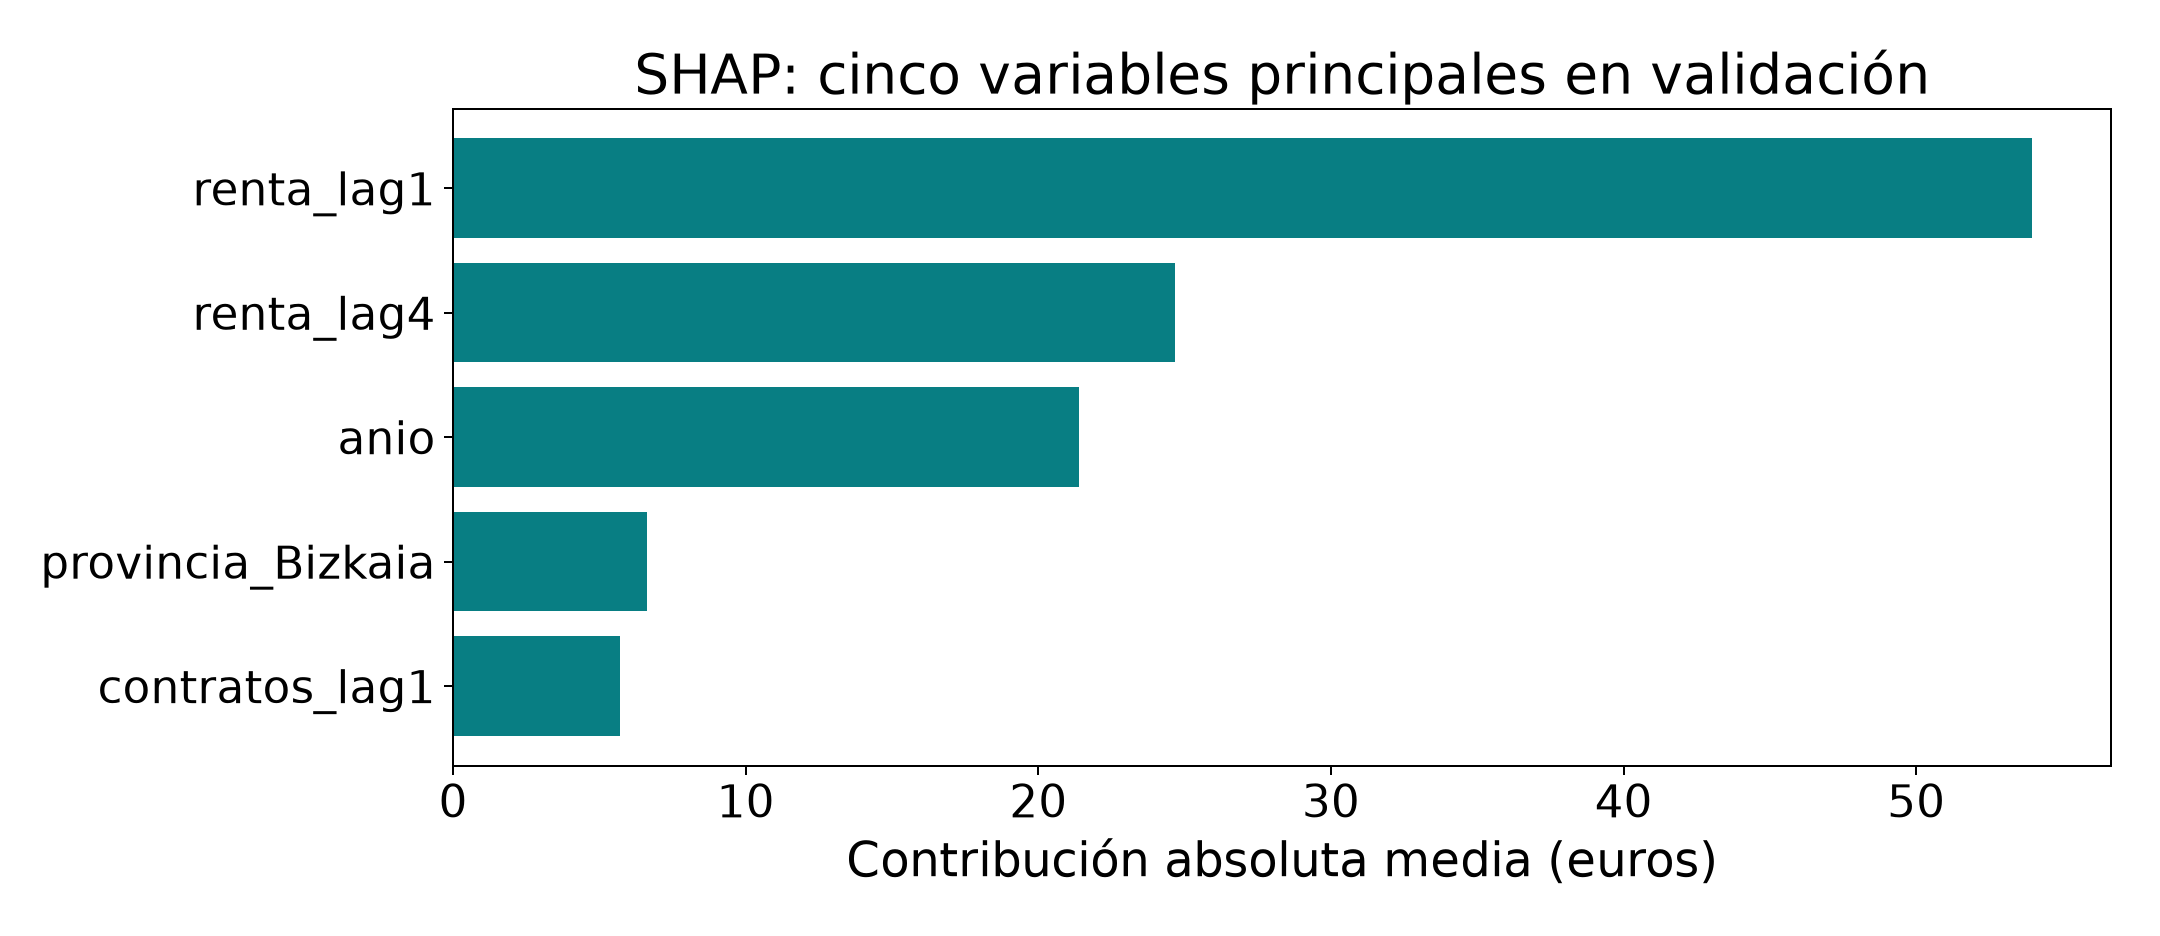 SHAP: cinco variables principales en validación
renta_lag1
renta_lag4
anio
provincia_Bizkaia
contratos_lag1
0 10 20 30 40 50
Contribución absoluta media (euros)